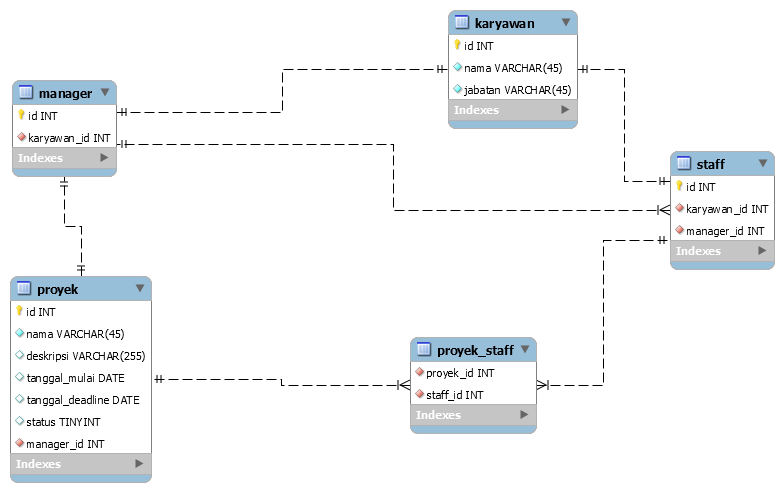 karyawan
id INT
nama VARCHAR(45)
jabatan VARCHAR(45)
Indexes
manager
id INT
karyawan_id INT
Indexes
staff
id INT
karyawan_id INT
manager_id INT
Indexes
proyek
id INT
nama VARCHAR(45)
deskripsi VARCHAR(255)
tanggal_mulai DATE
tanggal_deadline DATE
status TINYINT
manager_id INT
Indexes
proyek_staff
proyek_id INT
staff_id INT
Indexes